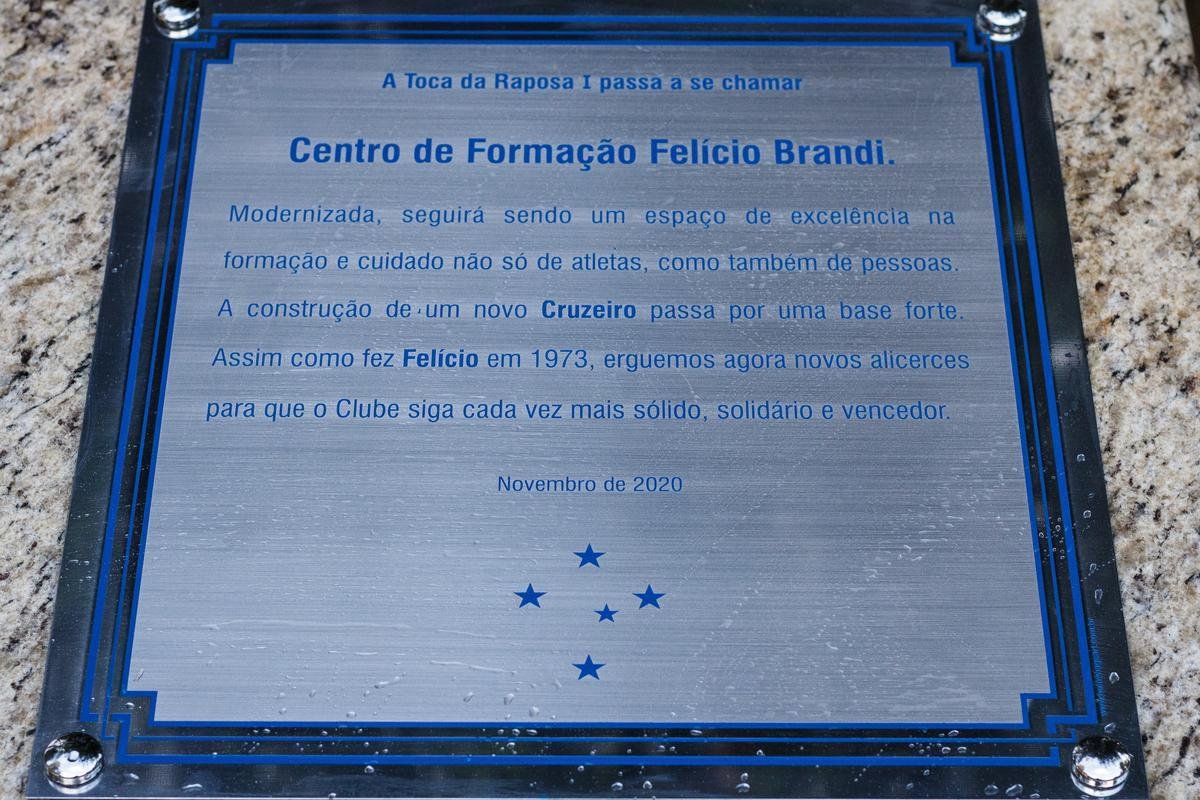 A Toca da Raposa I passa a se chamar
Centro de Formação Felício Brandi.
Modernizada, seguirá sendo um espaço de excelência na
formação e cuidado não só de atletas, como também de pessoas.
A construção de um novo Cruzeiro passa por uma base forte.
Assim como fez Felício em 1973, erguemos agora novos alicerces
para que o Clube siga cada vez mais sólido, solidário e vencedor.
Novembro de 2020